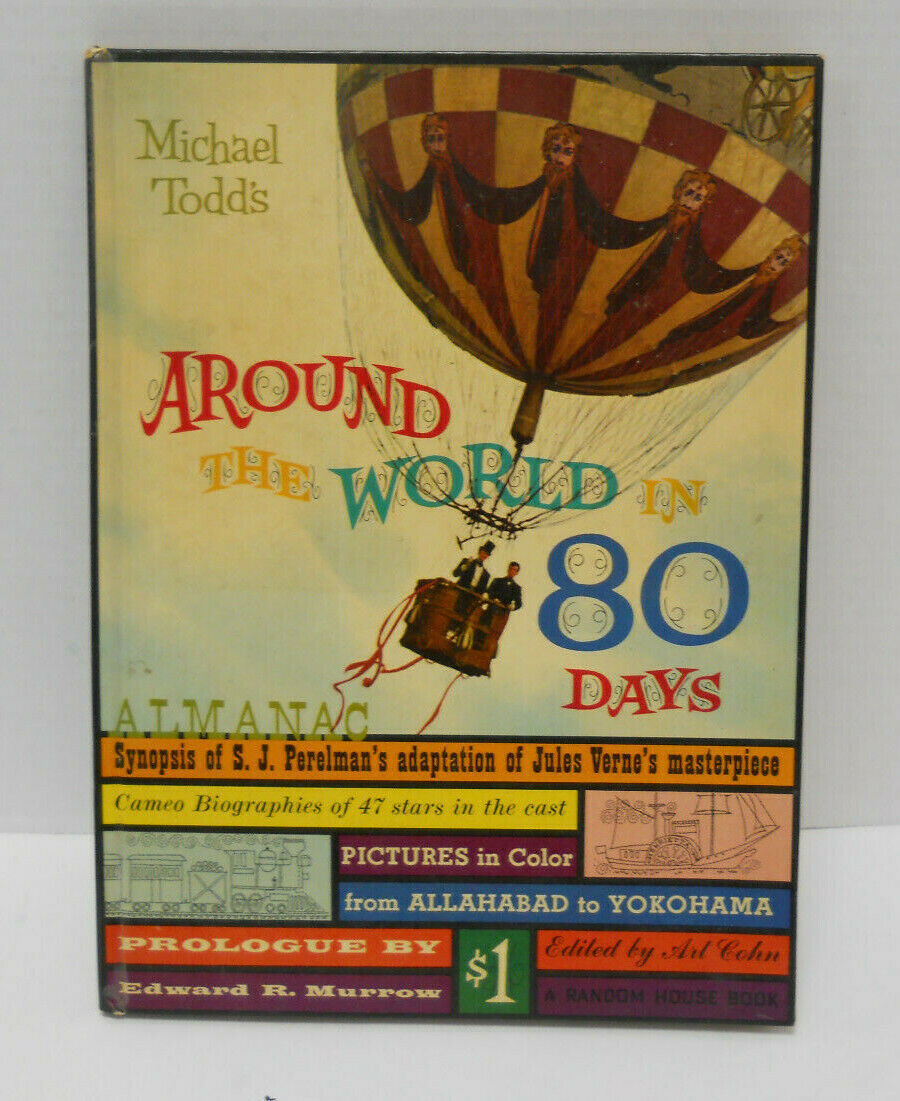 Michael
Todd's
AROUND
THE WORLD IN
80
DAYS
ALMANAC
Synopsis of S. J. Perelman's adaptation of Jules Verne's masterpiece
Cameo Biographies of 47 stars in the cast
PICTURES in Color
from ALLAHABAD to YOKOHAMA
PROLOGUE BY
Edward R. Murrow
$1
Edited by Art Cohn
A RANDOM HOUSE BOOK